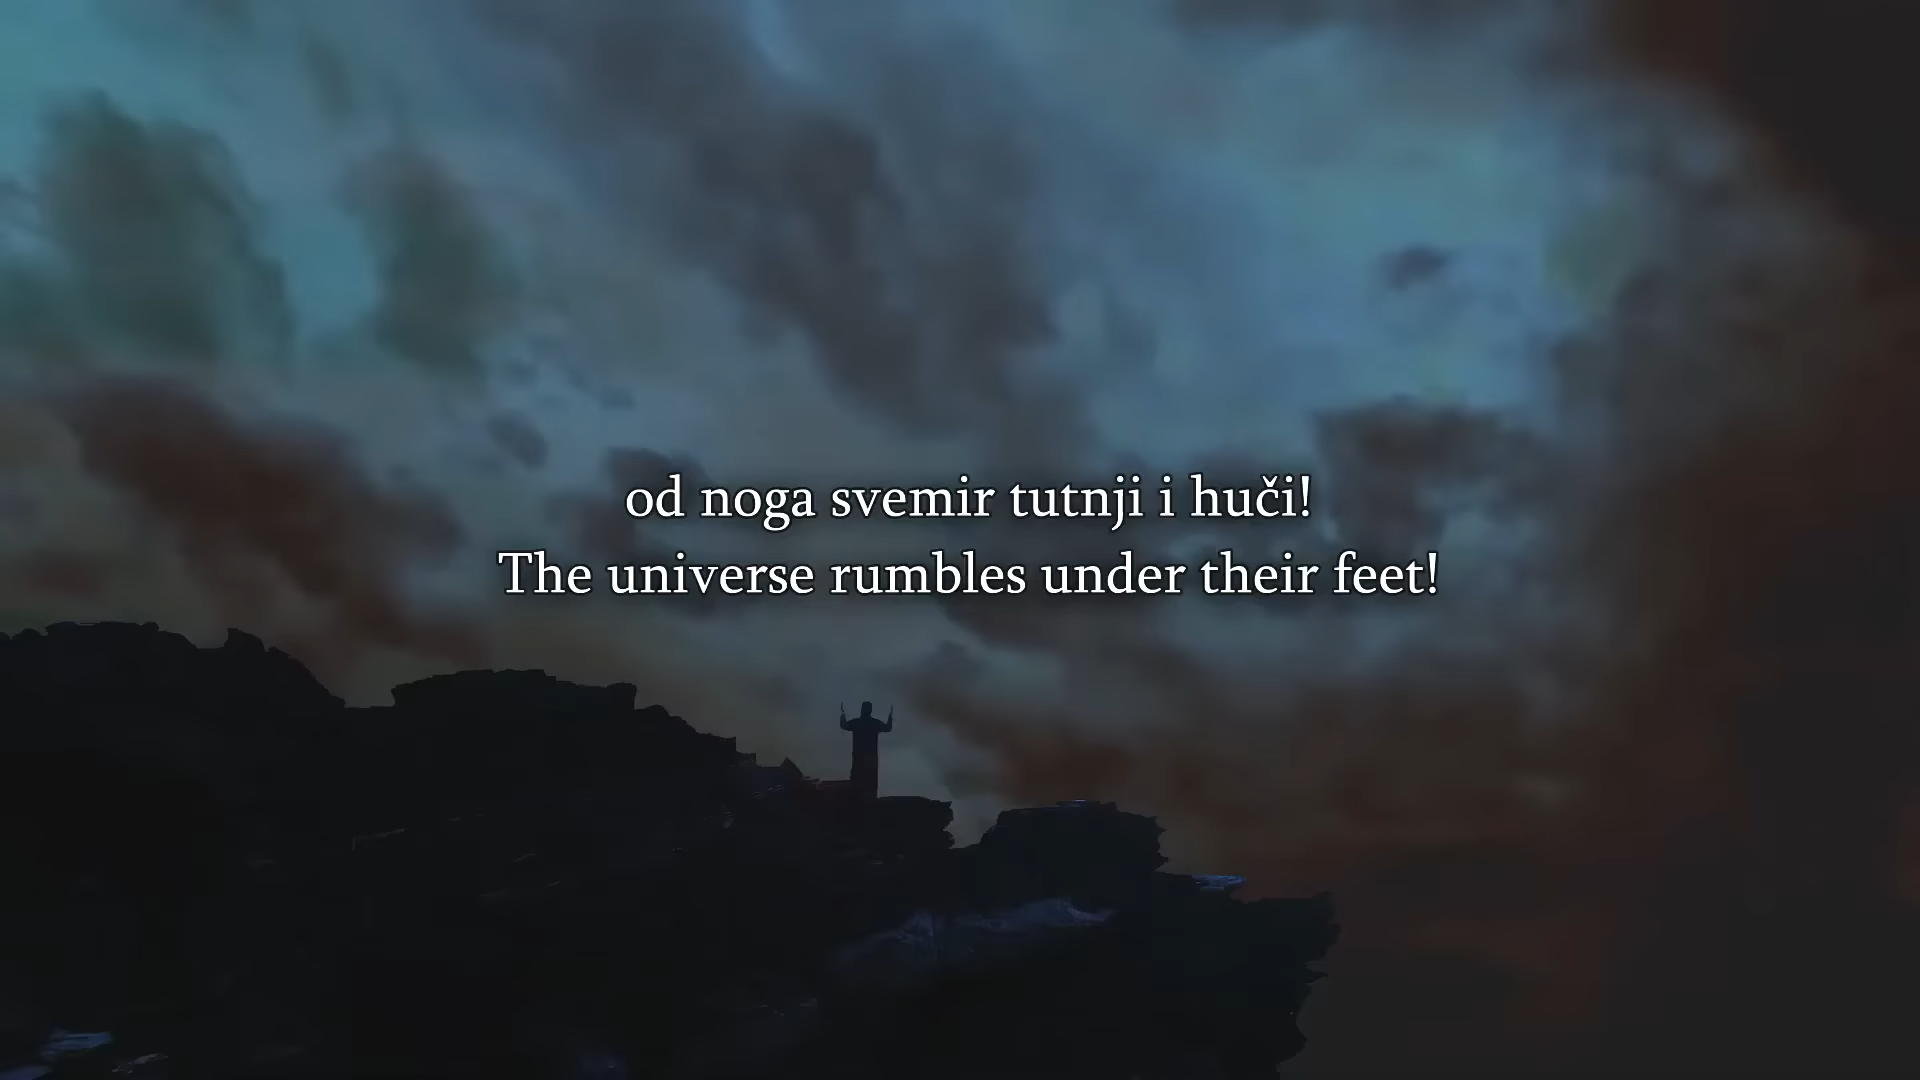 od noga svemir tutnji i huči!
The universe rumbles under their feet!